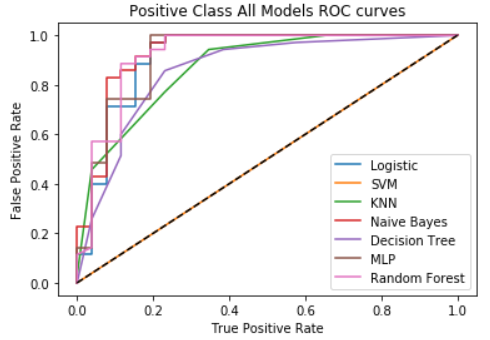 Positive Class All Models ROC curves
False Positive Rate
1.0
0.8
0.6
0.4
0.2
0.0
Logistic
SVM
KNN
Naive Bayes
Decision Tree
MLP
Random Forest
0.0 0.2 0.4 0.6 0.8 1.0
True Positive Rate